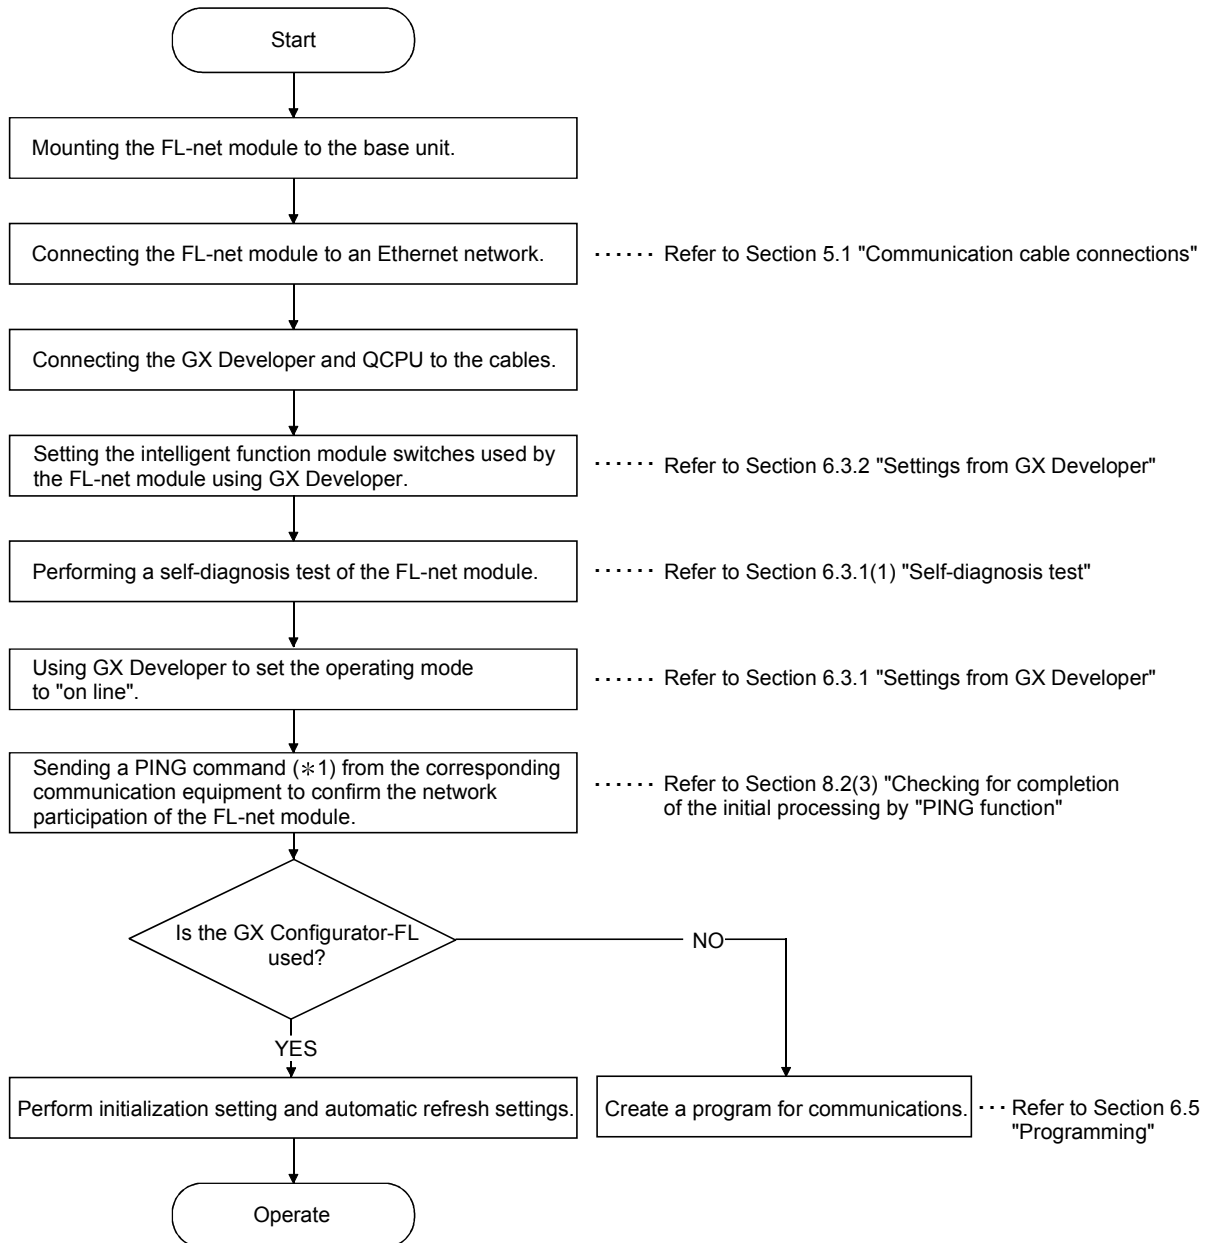 Start
Mounting the FL-net module to the base unit.
Connecting the FL-net module to an Ethernet network.
······ Refer to Section 5.1 "Communication cable connections"
Connecting the GX Developer and QCPU to the cables.
Setting the intelligent function module switches used by
the FL-net module using GX Developer.
······ Refer to Section 6.3.2 "Settings from GX Developer"
Performing a self-diagnosis test of the FL-net module.
······ Refer to Section 6.3.1(1) "Self-diagnosis test"
Using GX Developer to set the operating mode
to "on line".
······ Refer to Section 6.3.1 "Settings from GX Developer"
Sending a PING command (＊1) from the corresponding
communication equipment to confirm the network
participation of the FL-net module.
······ Refer to Section 8.2(3) "Checking for completion
of the initial processing by "PING function"
Is the GX Configurator-FL
used?
NO
YES
Perform initialization setting and automatic refresh settings.
Create a program for communications.
··· Refer to Section 6.5
"Programming"
Operate